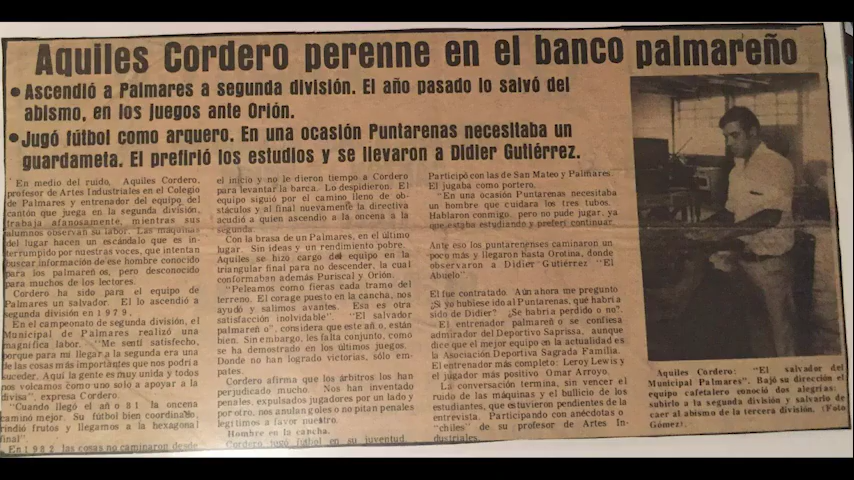 Aquiles Cordero perenne en el banco palmareño
•Ascendió a Palmares a segunda división. El año pasado lo salvó del
abismo, en los juegos ante Orión.
•Jugó fútbol como arquero. En una ocasión Puntarenas necesitaba un
guardameta. El prefirió los estudios y se llevaron a Didier Gutiérrez.
En medio del ruido, Aquiles Cordero,
profesor de Artes Industriales en el Colegio
de Palmares y entrenador del equipo del
cantón que juega en la segunda división,
trabaja afanosamente, mientras sus
alumnos observan su labor. Las máquinas
del lugar hacen un escándalo que es in-
terrumpido por nuestras voces, que intentan
buscar información de ese hombre conocido
para los palmareños, pero desconocido
para muchos de los lectores.
Cordero ha sido para el equipo de
Palmares un salvador. El lo ascendió a
segunda división en 1979.
En el campeonato de segunda división, el
Municipal de Palmares realizó una
magnífica labor. "Me sentí satisfecho,
porque para mí llegar a la segunda era una
de las cosas más importantes que nos podría
suceder. Aquí la gente es muy unida y todos
nos volcamos como uno solo a apoyar a la
divisa", expresa Cordero.
"Cuando llegó el año 81 la oncena
caminó mejor. Su fútbol bien coordinado,
rindió frutos y llegamos a la hexagonal
final".
En 1982 las cosas no caminaron desde
el inicio y no le dieron tiempo a Cordero
para levantar la barca. Lo despidieron. El
equipo siguió por el camino lleno de obs-
táculos y al final nuevamente la directiva
acudió a quien ascendió a la oncena a la
segunda.
Con la brasa de un Palmares, en el último
lugar. Sin ideas y un rendimiento pobre.
Aquiles se hizo cargo del equipo en la
triangular final para no descender, la cual
conformaban además Puriscal y Orión.
"Peleamos como fieras cada tramo del
terreno. El coraje puesto en la cancha, nos
ayudó y salimos avantes. Esa es otra
satisfacción inolvidable". "El salvador
palmareño", considera que este año, están
bien. Sin embargo, les falta conjunto, como
se ha demostrado en los últimos juegos.
Donde no han logrado victorias, sólo em-
pates.
Cordero afirma que los árbitros los han
perjudicado mucho. Nos han inventado
penales, expulsados jugadores por un lado y
por otro, nos anulan goles o no pitan penales
legítimos a favor nuestro.
Hombre en la cancha.
Cordero jugó fútbol en su juventud.
Participó con las de San Mateo y Palmares.
El jugaba como portero.
"En una ocasión Puntarenas necesitaba
un hombre que cuidara los tres tubos.
Hablaron conmigo, pero no pude jugar, ya
que estaba estudiando y preferí continuar.
Ante eso los puntarenenses caminaron un
poco más y llegaron hasta Orotina, donde
observaron a Didier Gutiérrez "El
Abuelo".
El fue contratado. Aún ahora me pregunto
¿Si yo hubiese ido al Puntarenas, qué habría
sido de Didier? ¿Se habría perdido o no?.
El entrenador palmareño se confiesa
admirador del Deportivo Saprissa, aunque
dice que el mejor equipo en la actualidad es
la Asociación Deportiva Sagrada Familia.
El entrenador más completo: Leroy Lewis y
el jugador más positivo: Omar Arroyo.
La conversación termina, sin vencer el
ruido de las máquinas y el bullicio de los
estudiantes, que estuvieron pendientes de la
entrevista. Participando con anécdotas o
"chiles" de su profesor de Artes In-
dustriales.
Aquiles Cordero: "El salvador del
Municipal Palmares". Bajo su dirección el
equipo cafetalero conoció dos alegrías:
subirlo a la segunda división y salvarlo de
caer al abismo de la tercera división. (Foto
Gómez).